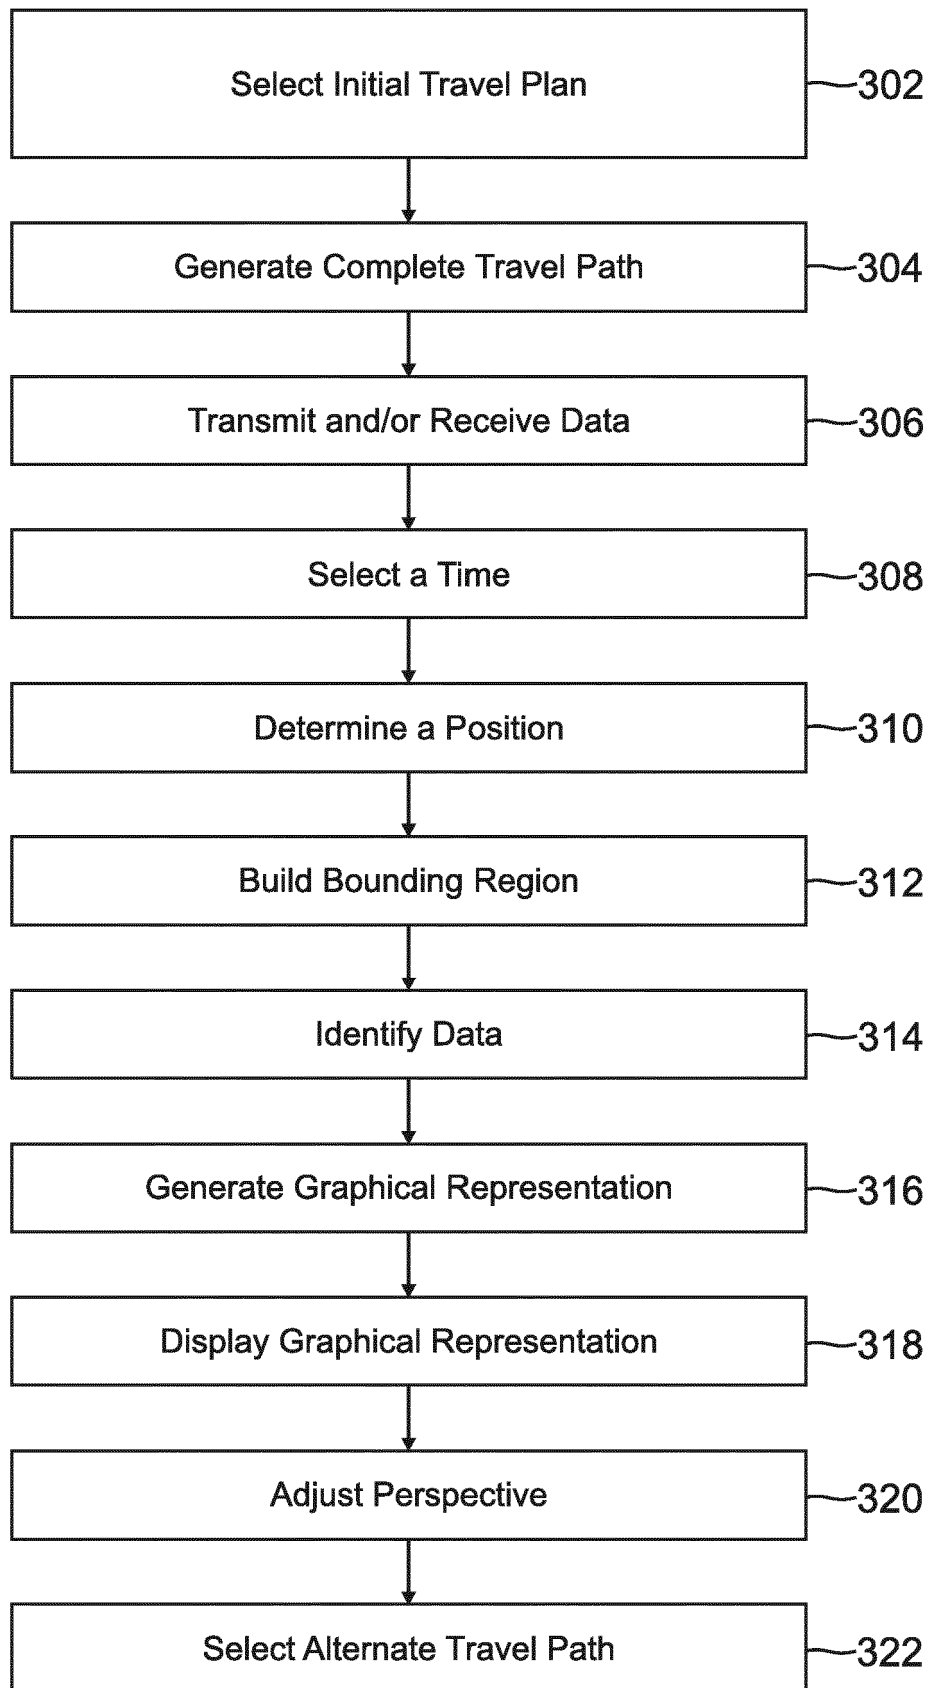 Select Initial Travel Plan 302
Generate Complete Travel Path 304
Transmit and/or Receive Data 306
Select a Time 308
Determine a Position 310
Build Bounding Region 312
Identify Data 314
Generate Graphical Representation 316
Display Graphical Representation 318
Adjust Perspective 320
Select Alternate Travel Path 322